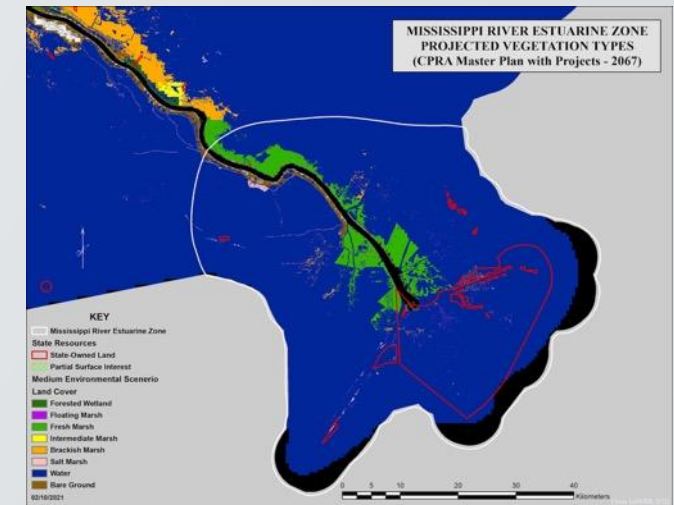 MISSISSIPPI RIVER ESTUARINE ZONE
PROJECTED VEGETATION TYPES
(CPRA Master Plan with Projects - 2067)
KEY
Mississippi River Estuarine Zone
State Resources
State-Owned Land
Partial Surface Interest
Medium Environmental Scenerio
Land Cover
Forested Wetland
Floating Marsh
Fresh Marsh
Intermediate Marsh
Brackish Marsh
Salt Marsh
Water
Bare Ground
02/10/2021
0 5 10 20 30 40
Kilometers